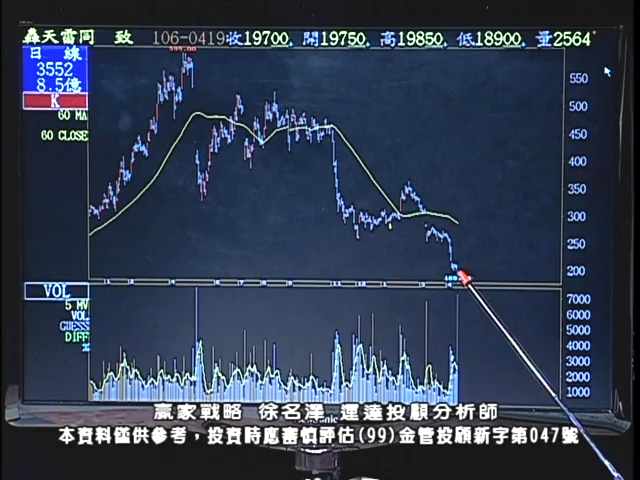 轟天雷同 致 106-0419收19700 開19750 高19850 低18900 量2564
日 線
3552
8.5億
K
60 MA
60 CLOSE
550
500
450
400
350
300
250
200
VOL
5 MV
VOL
GUESS
DIFF
7000
6000
5000
4000
3000
2000
1000
贏家戰略 徐名澤 運達投顧分析師
本資料僅供參考，投資時應審慎評估(99)金管投顧新字第047號